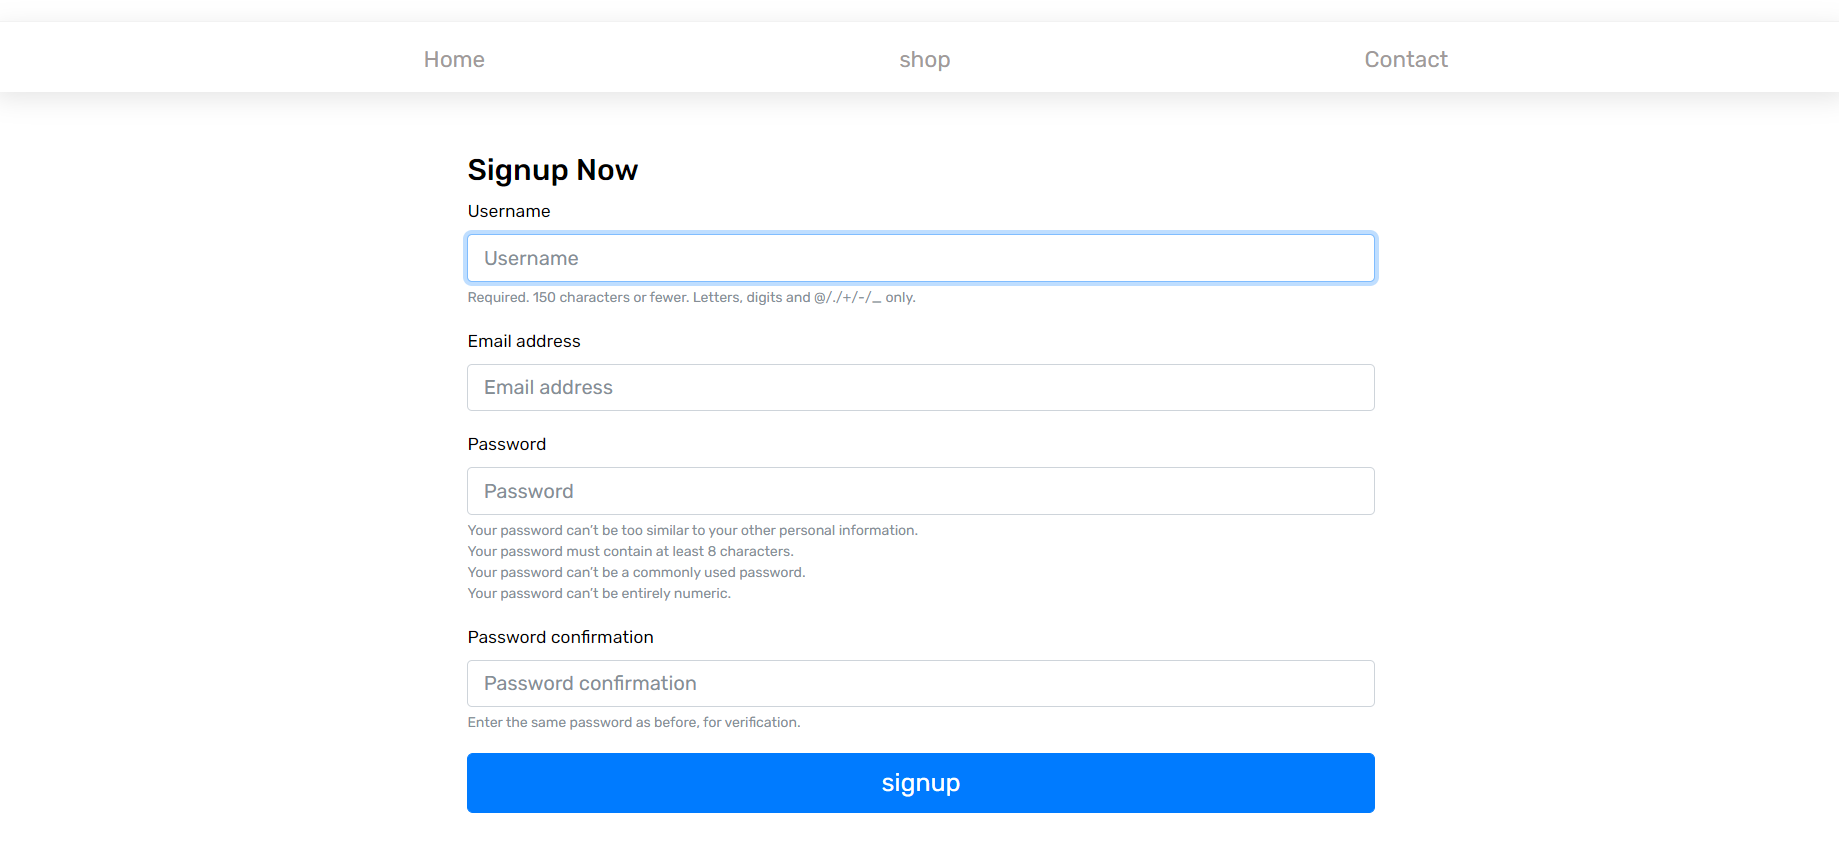 Home shop Contact
Signup Now
Username
Username
Required. 150 characters or fewer. Letters, digits and @/./+/-/_ only.
Email address
Email address
Password
Password
Your password can’t be too similar to your other personal information.
Your password must contain at least 8 characters.
Your password can’t be a commonly used password.
Your password can’t be entirely numeric.
Password confirmation
Password confirmation
Enter the same password as before, for verification.
signup